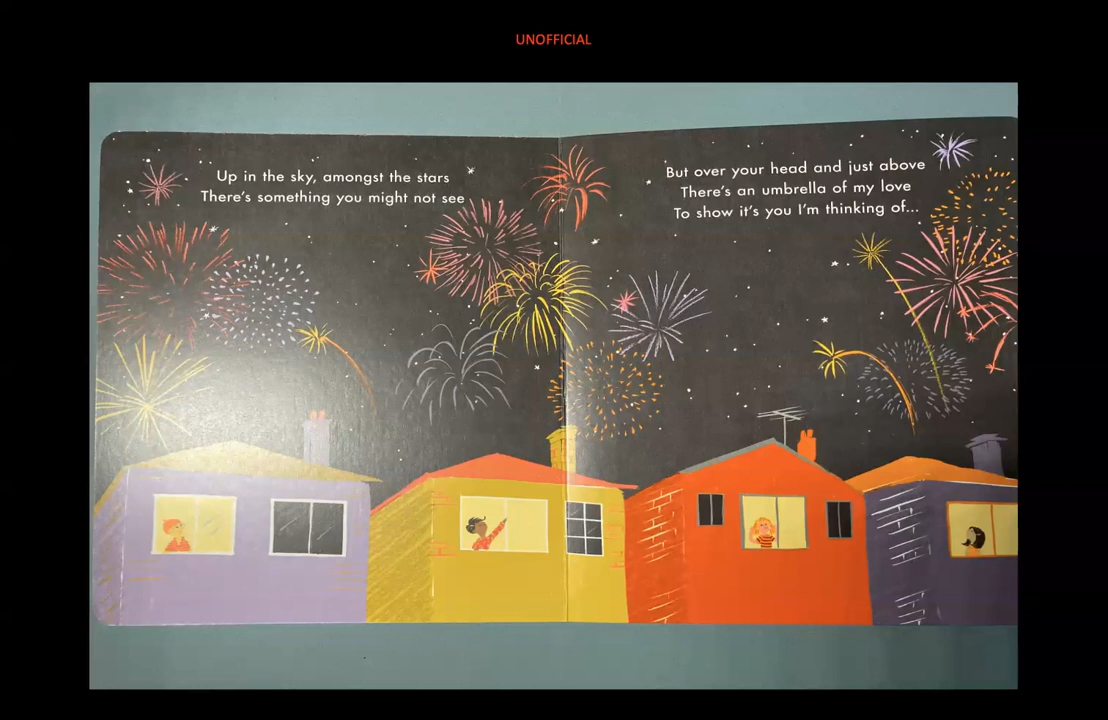 UNOFFICIAL
Up in the sky, amongst the stars
There's something you might not see
But over your head and just above
There's an umbrella of my love
To show it's you I'm thinking of...